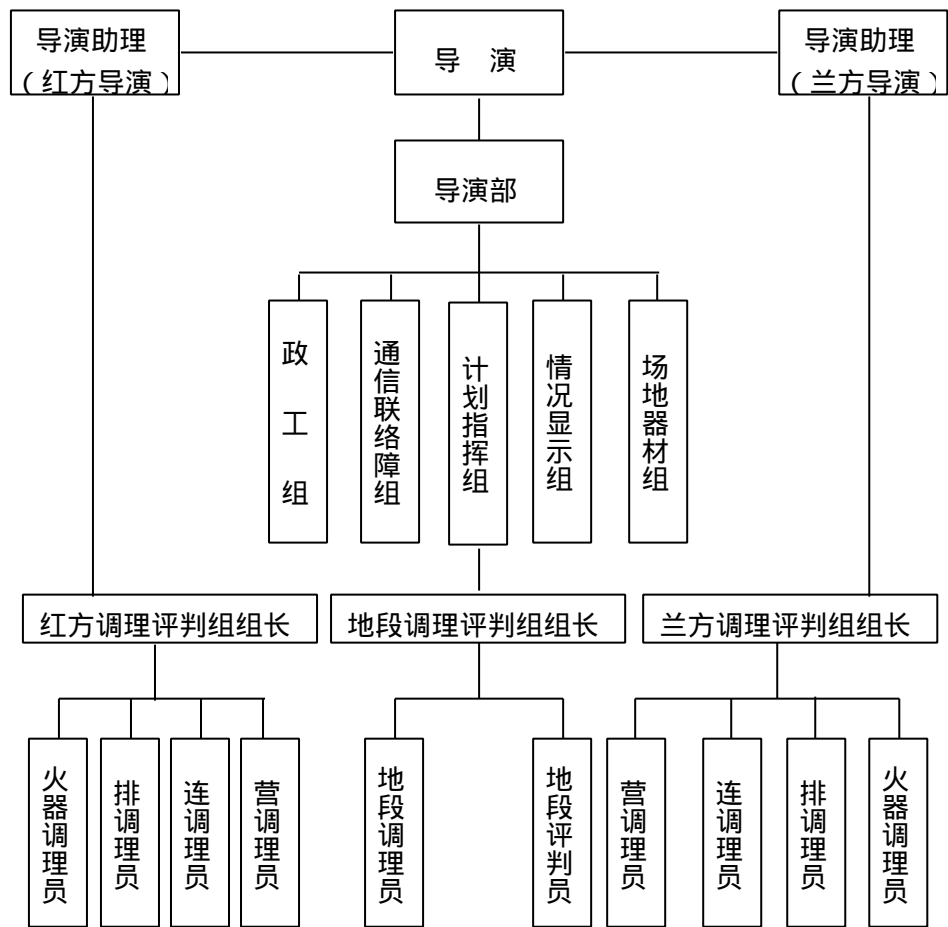 导演助理
（红方导演）
导　演
导演助理
（兰方导演）
导演部
政工组
通信联络障组
计划指挥组
情况显示组
场地器材组
红方调理评判组组长
地段调理评判组组长
兰方调理评判组组长
火器调理员
排调理员
连调理员
营调理员
地段调理员
地段评判员
营调理员
连调理员
排调理员
火器调理员